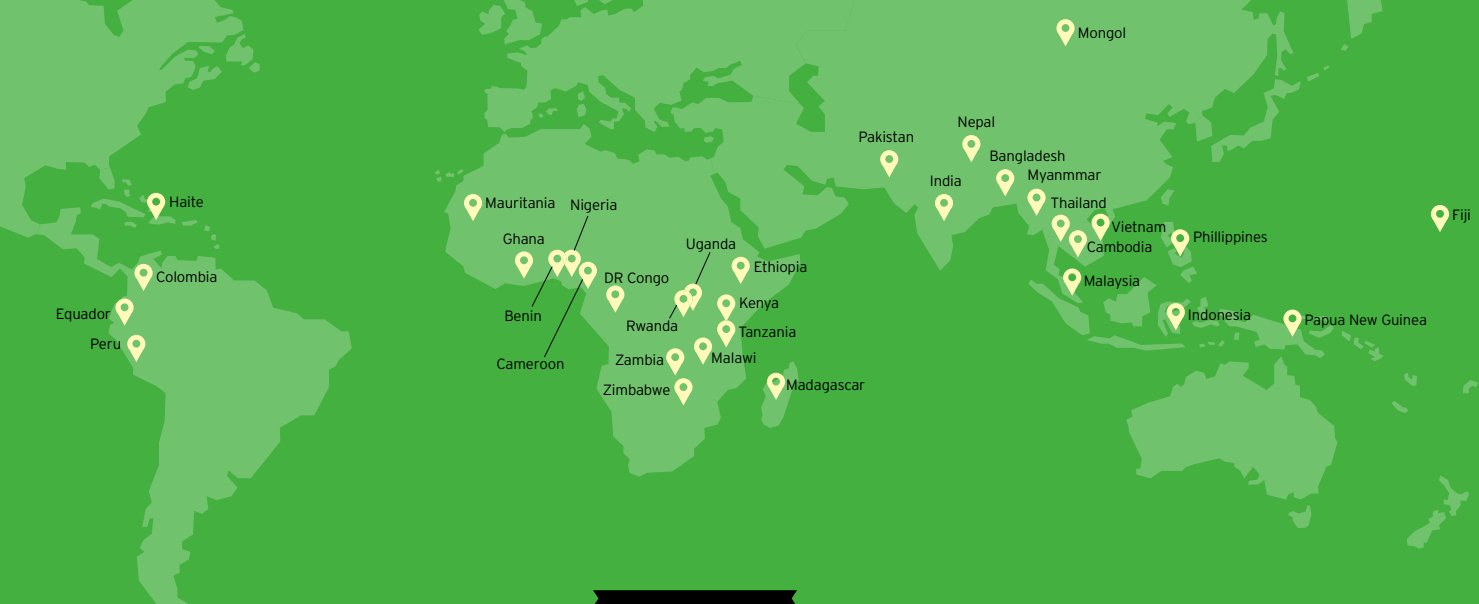 Mongol
Nepal
Pakistan
Bangladesh
Myanmmar
India
Thailand
Vietnam
Cambodia
Phillippines
Fiji
Malaysia
Indonesia
Papua New Guinea
Haite
Colombia
Equador
Peru
Mauritania
Nigeria
Ghana
Uganda
Ethiopia
DR Congo
Kenya
Benin
Rwanda
Tanzania
Cameroon
Zambia
Malawi
Zimbabwe
Madagascar